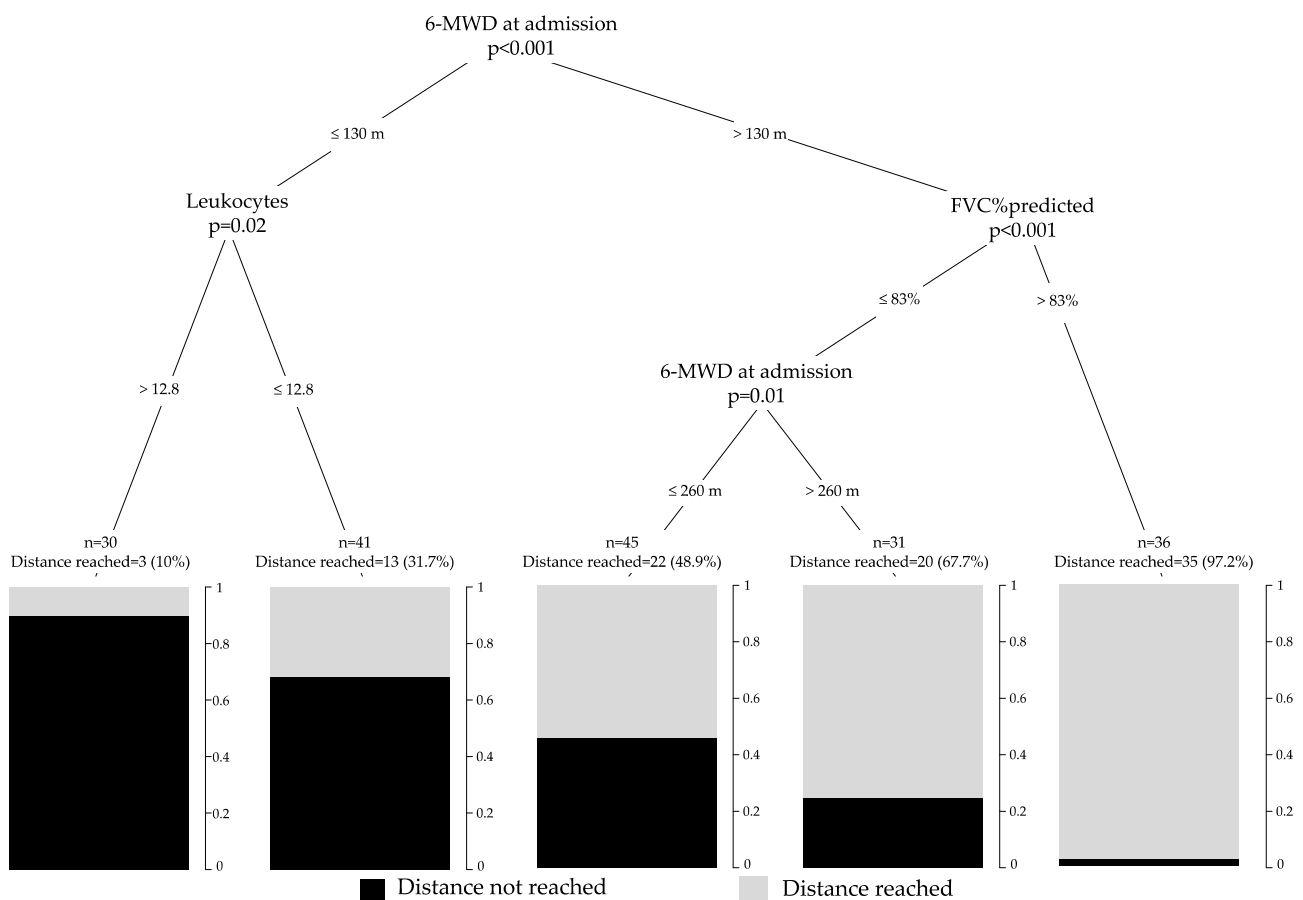 6-MWD at admission
p<0.001
≤ 130 m
> 130 m
Leukocytes
p=0.02
FVC%predicted
p<0.001
≤ 83%
> 83%
6-MWD at admission
p=0.01
> 12.8
≤ 12.8
≤ 260 m
> 260 m
n=30
Distance reached=3 (10%)
n=41
Distance reached=13 (31.7%)
n=45
Distance reached=22 (48.9%)
n=31
Distance reached=20 (67.7%)
n=36
Distance reached=35 (97.2%)
1
0.8
0.6
0.4
0.2
0
1
0.8
0.6
0.4
0.2
0
1
0.8
0.6
0.4
0.2
0
1
0.8
0.6
0.4
0.2
0
1
0.8
0.6
0.4
0.2
0
Distance not reached
Distance reached